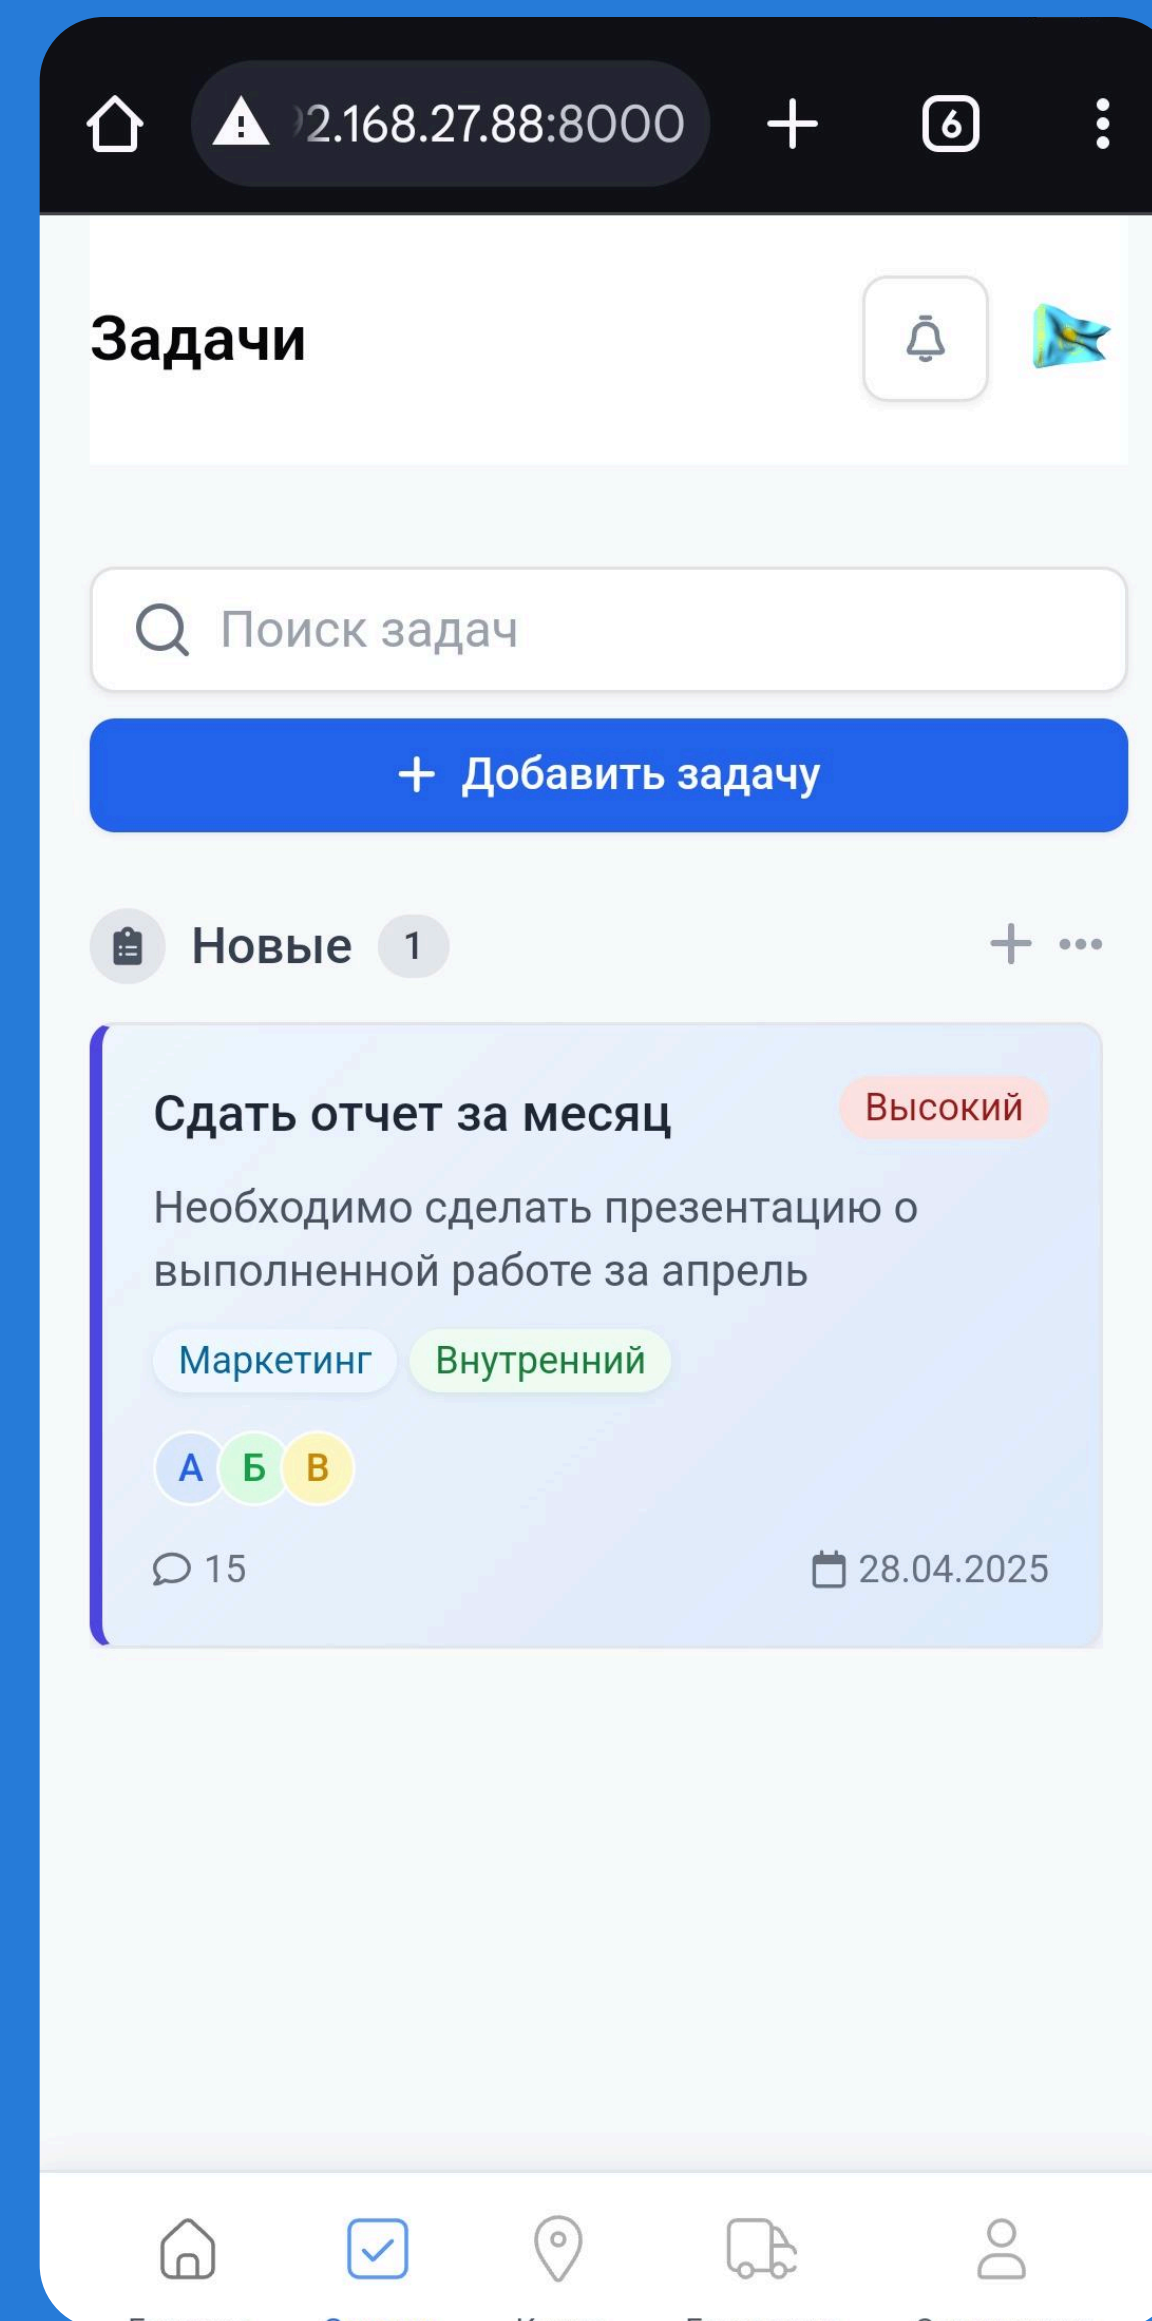 2.168.27.88:8000
6
Задачи
Поиск задач
+ Добавить задачу
Новые 1
Сдать отчет за месяц
Высокий
Необходимо сделать презентацию о
выполненной работе за апрель
Маркетинг Внутренний
А Б В
15 28.04.2025